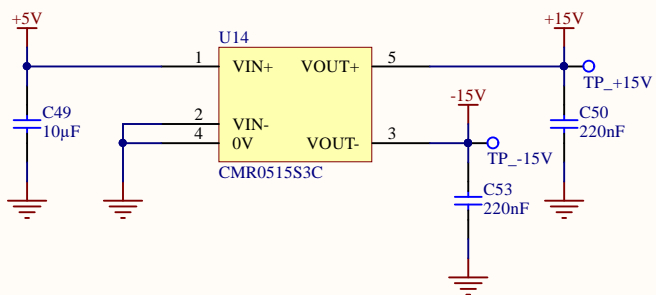 +5V
U14
+15V
1
VIN+
VOUT+
5
TP_+15V
C49
10µF
2
VIN-
-15V
C50
220nF
4
0V
VOUT-
3
TP_-15V
CMR0515S3C
C53
220nF